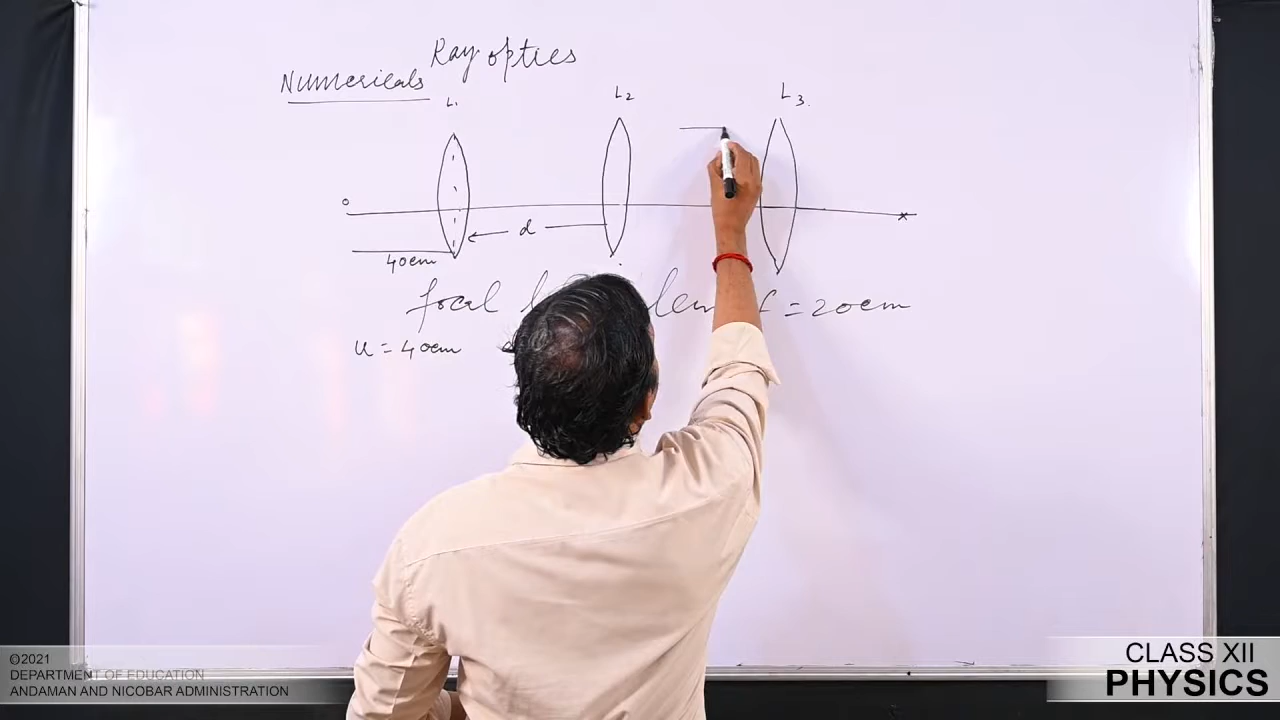 Ray optics
Numericals
L1
L2
L3.
o
d
40cm
focal f = 20cm
u = 40cm
©2021
DEPARTMENT OF EDUCATION
ANDAMAN AND NICOBAR ADMINISTRATION
CLASS XII
PHYSICS